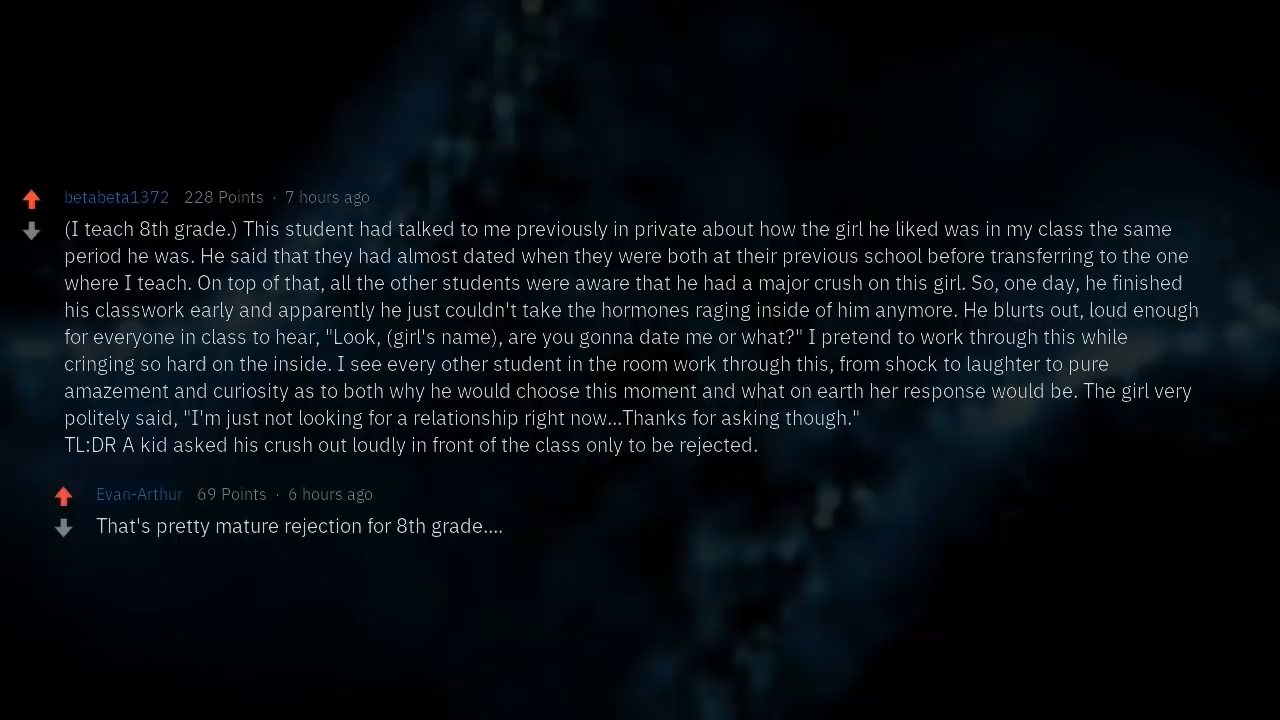 betabeta1372 228 Points · 7 hours ago
(I teach 8th grade.) This student had talked to me previously in private about how the girl he liked was in my class the same
period he was. He said that they had almost dated when they were both at their previous school before transferring to the one
where I teach. On top of that, all the other students were aware that he had a major crush on this girl. So, one day, he finished
his classwork early and apparently he just couldn't take the hormones raging inside of him anymore. He blurts out, loud enough
for everyone in class to hear, "Look, (girl's name), are you gonna date me or what?" I pretend to work through this while
cringing so hard on the inside. I see every other student in the room work through this, from shock to laughter to pure
amazement and curiosity as to both why he would choose this moment and what on earth her response would be. The girl very
politely said, "I'm just not looking for a relationship right now...Thanks for asking though."
TL:DR A kid asked his crush out loudly in front of the class only to be rejected.
Evan-Arthur 69 Points · 6 hours ago
That's pretty mature rejection for 8th grade....